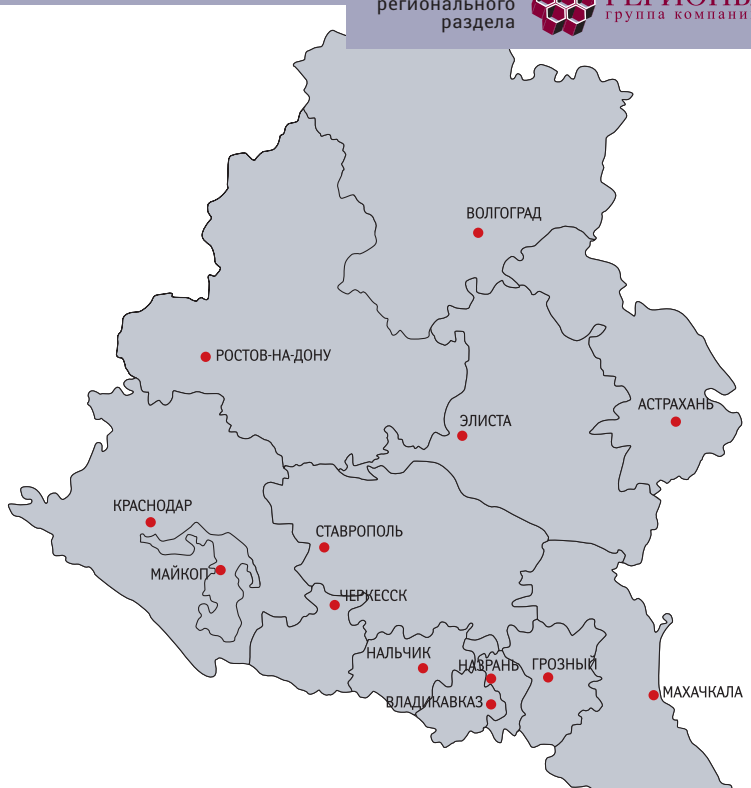 регионального
раздела
группа компани
ВОЛГОГРАД
РОСТОВ-НА-ДОНУ
АСТРАХАНЬ
ЭЛИСТА
КРАСНОДАР
СТАВРОПОЛЬ
МАЙКОП
ЧЕРКЕССК
НАЛЬЧИК
НАЗРАНЬ
ГРОЗНЫЙ
ВЛАДИКАВКАЗ
МАХАЧКАЛА